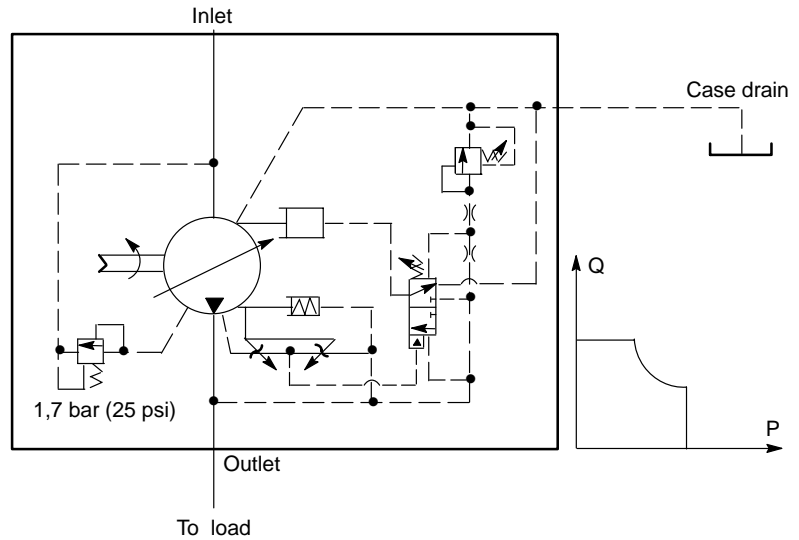 Inlet
Case drain
Q
1,7 bar (25 psi)
P
Outlet
To load